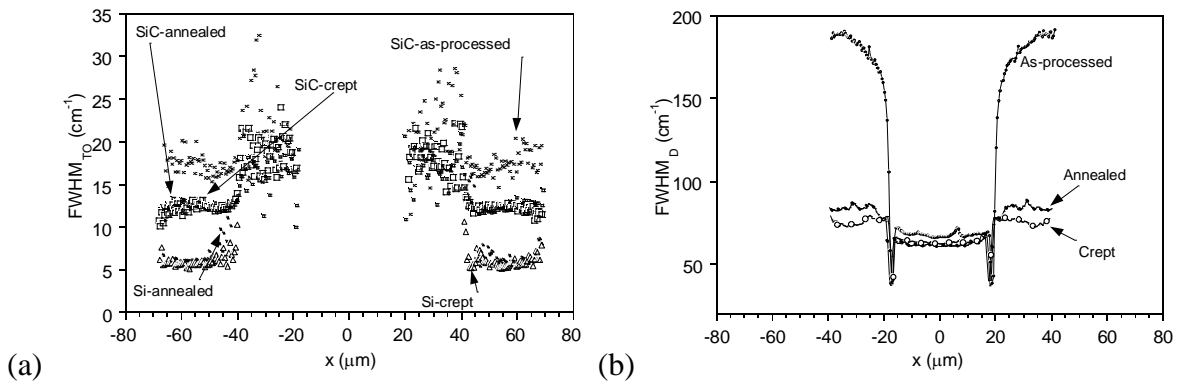 35
30
25
20
15
10
5
0
FWHM_TO (cm⁻¹)
SiC-annealed
SiC-as-processed
SiC-crept
Si-annealed
Si-crept
-80 -60 -40 -20 0 20 40 60 80
x (μm)
(a)
200
150
100
50
FWHM_D (cm⁻¹)
As-processed
Annealed
Crept
-80 -60 -40 -20 0 20 40 60 80
x (μm)
(b)